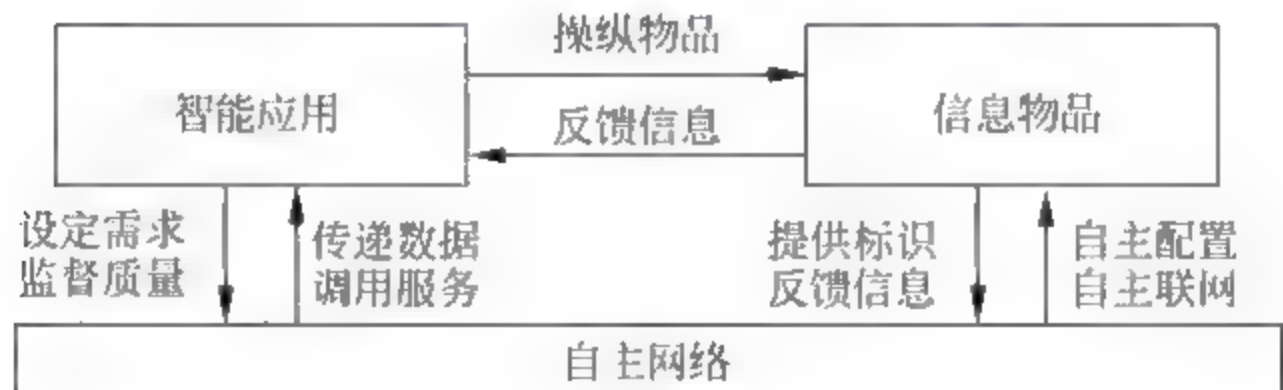 操纵物品
智能应用
信息物品
反馈信息
设定需求
监督质量
传递数据
调用服务
提供标识
反馈信息
自主配置
自主联网
自主网络